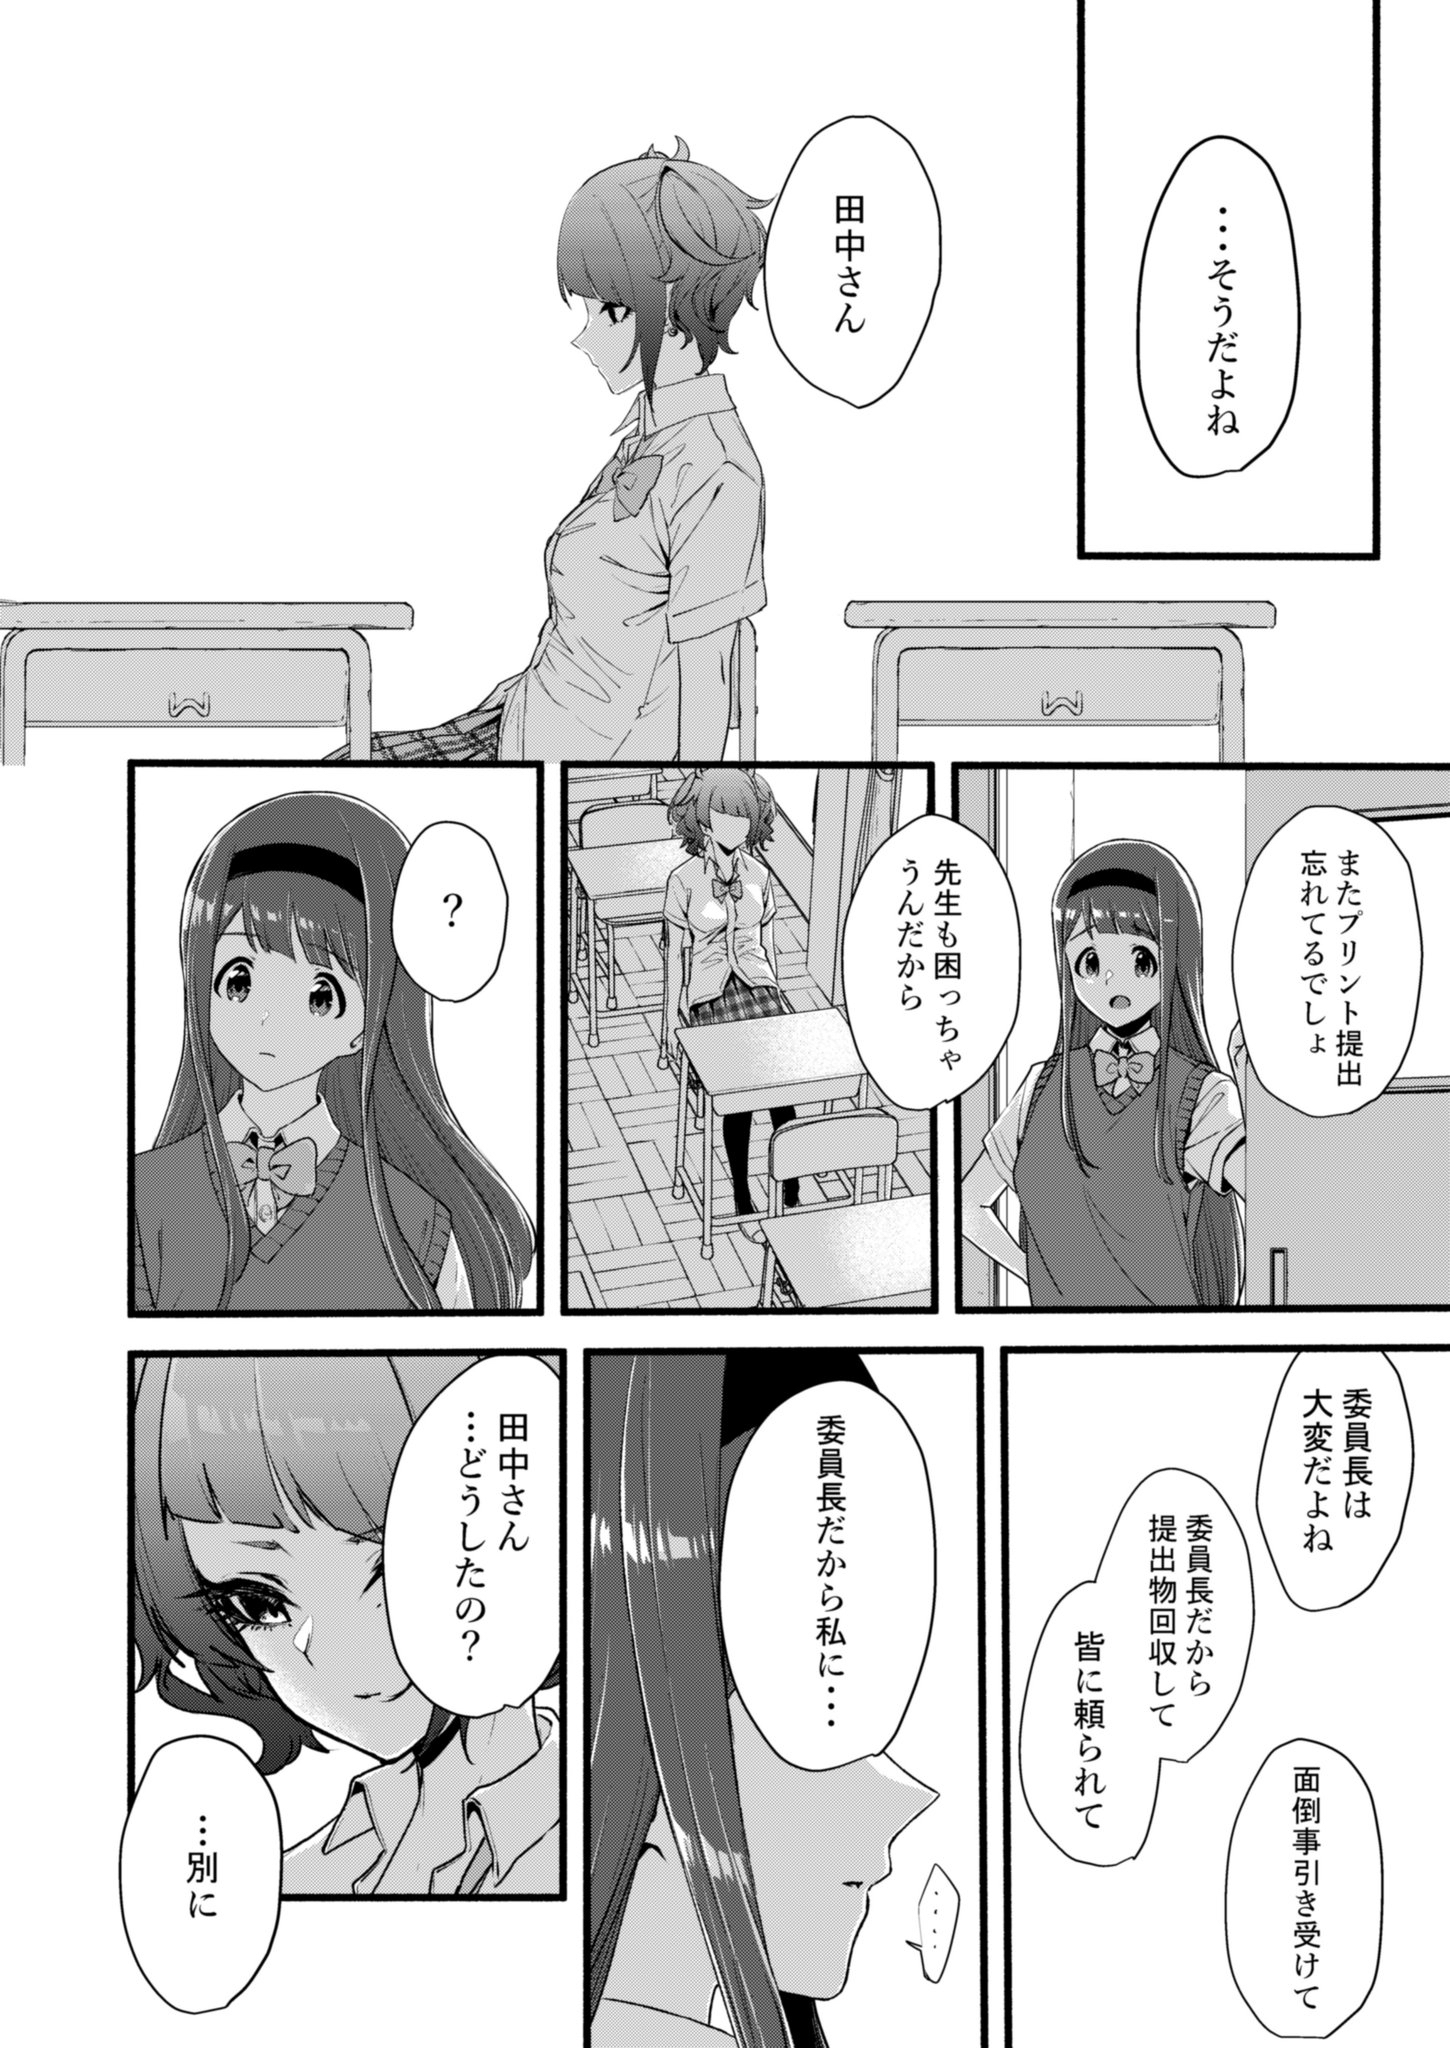 …そうだよね
田中さん
またプリント提出
忘れてるでしょ
先生も困っちゃ
うんだから
？
委員長は
大変だよね
委員長だから
提出物回収して
皆に頼られて
面倒事引き受けて
委員長だから私に…
‥‥‥
田中さん
…どうしたの？
…別に